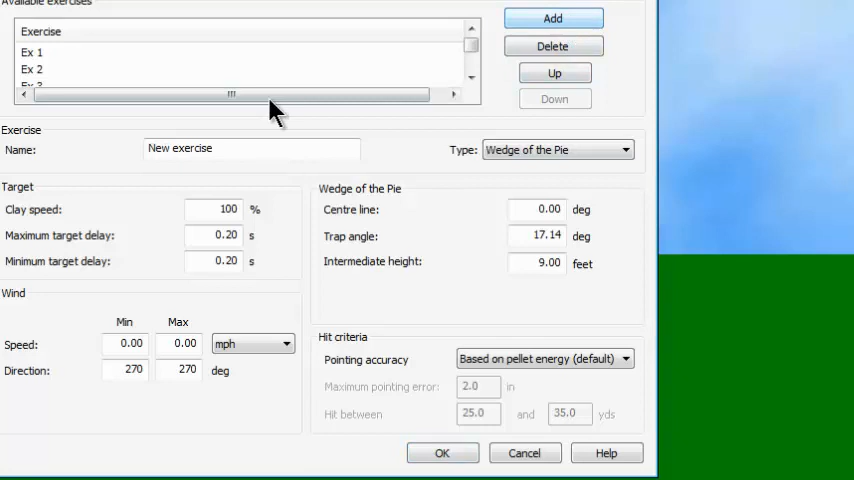 Available exercises
Exercise
Ex 1
Ex 2
Ex 3
Add
Delete
Up
Down
Exercise
Name: New exercise Type: Wedge of the Pie
Target
Clay speed: 100 %
Maximum target delay: 0.20 s
Minimum target delay: 0.20 s
Wedge of the Pie
Centre line: 0.00 deg
Trap angle: 17.14 deg
Intermediate height: 9.00 feet
Wind
Min Max
Speed: 0.00 0.00 mph
Direction: 270 270 deg
Hit criteria
Pointing accuracy Based on pellet energy (default)
Maximum pointing error: 2.0 in
Hit between 25.0 and 35.0 yds
OK Cancel Help